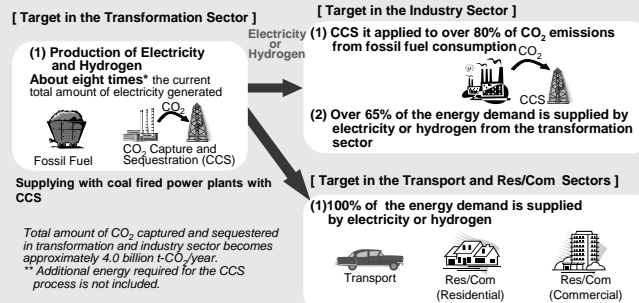 [ Target in the Transformation Sector ]
(1) Production of Electricity
and Hydrogen
About eight times* the current
total amount of electricity generated
CO2
Fossil Fuel
CO2 Capture and
Sequestration (CCS)
Supplying with coal fired power plants with
CCS
Total amount of CO2 captured and sequestered
in transformation and industry sector becomes
approximately 4.0 billion t-CO2/year.
** Additional energy required for the CCS
process is not included.
Electricity
or
Hydrogen
[ Target in the Industry Sector ]
(1) CCS it applied to over 80% of CO2 emissions
from fossil fuel consumption
CO2
CCS
(2) Over 65% of the energy demand is supplied by
electricity or hydrogen from the transformation
sector
[ Target in the Transport and Res/Com Sectors ]
(1)100% of the energy demand is supplied
by electricity or hydrogen
Transport
Res/Com
(Residential)
Res/Com
(Commercial)